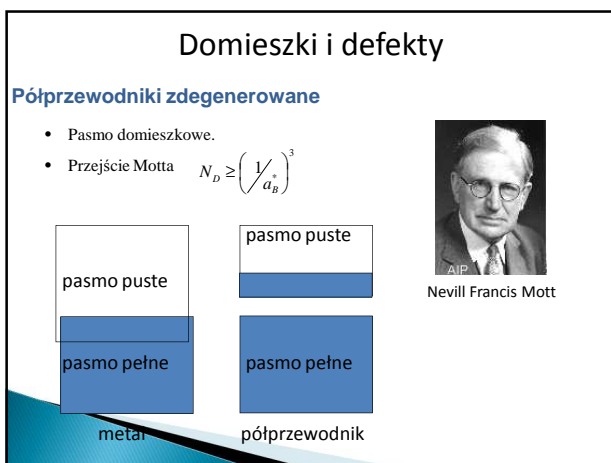 Domieszki i defekty
Półprzewodniki zdegenerowane
• Pasmo domieszkowe.
• Przejście Motta N_D ≥ (1/a_B^*)^3
pasmo puste
pasmo pełne
metal
pasmo puste
pasmo pełne
półprzewodnik
AIP
Nevill Francis Mott